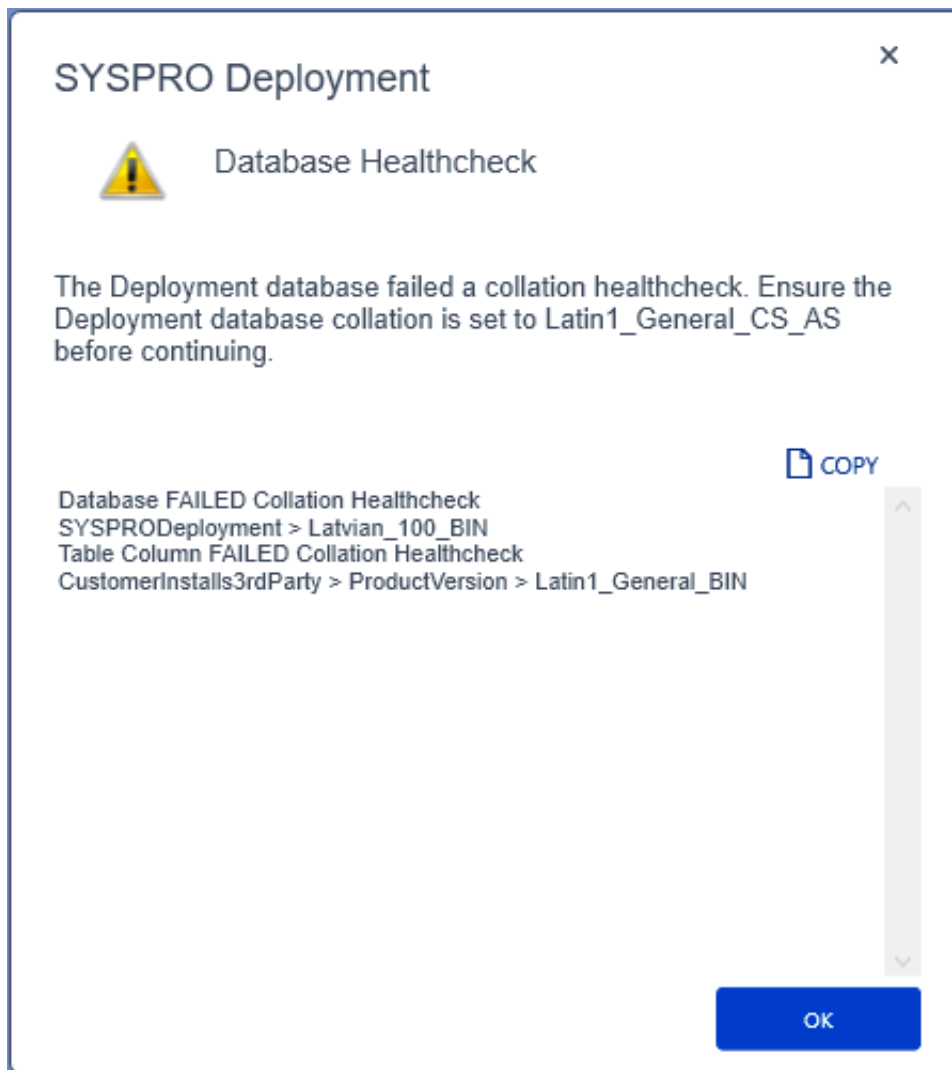 SYSPRO Deployment
Database Healthcheck
The Deployment database failed a collation healthcheck. Ensure the
Deployment database collation is set to Latin1_General_CS_AS
before continuing.
COPY
Database FAILED Collation Healthcheck
SYSPRODeployment > Latvian_100_BIN
Table Column FAILED Collation Healthcheck
CustomerInstalls3rdParty > ProductVersion > Latin1_General_BIN
OK